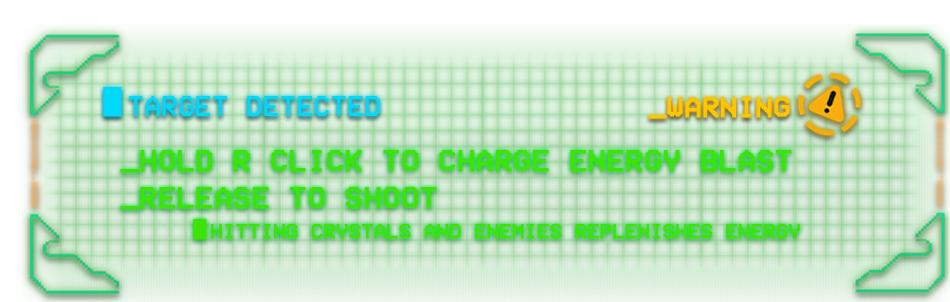 TARGET DETECTED
_WARNING
_HOLD R CLICK TO CHARGE ENERGY BLAST
_RELEASE TO SHOOT
HITTING CRYSTALS AND ENEMIES REPLENISHES ENERGY